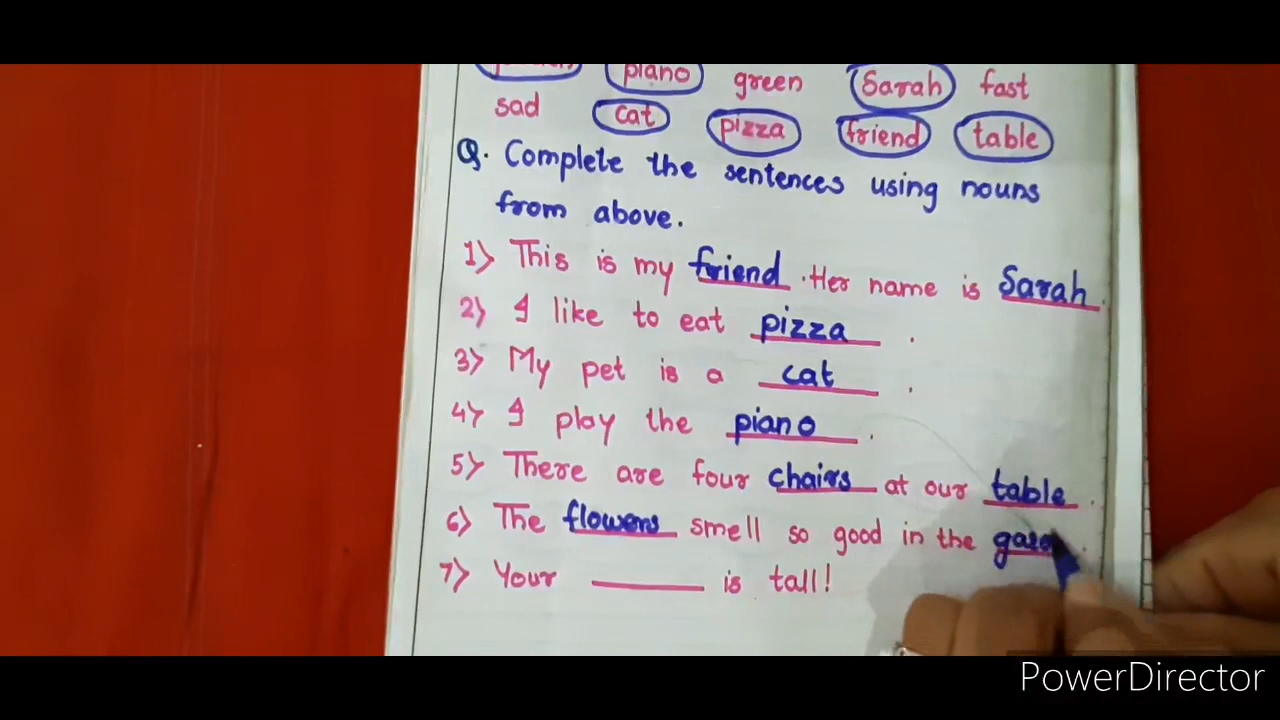 piano green Sarah fast
sad cat pizza friend table
Q. Complete the sentences using nouns
from above.
1) This is my friend. Her name is Sarah.
2) I like to eat pizza.
3) My pet is a cat.
4) I play the piano.
5) There are four chairs at our table.
6) The flowers smell so good in the
7) Your ______ is tall!
PowerDirector